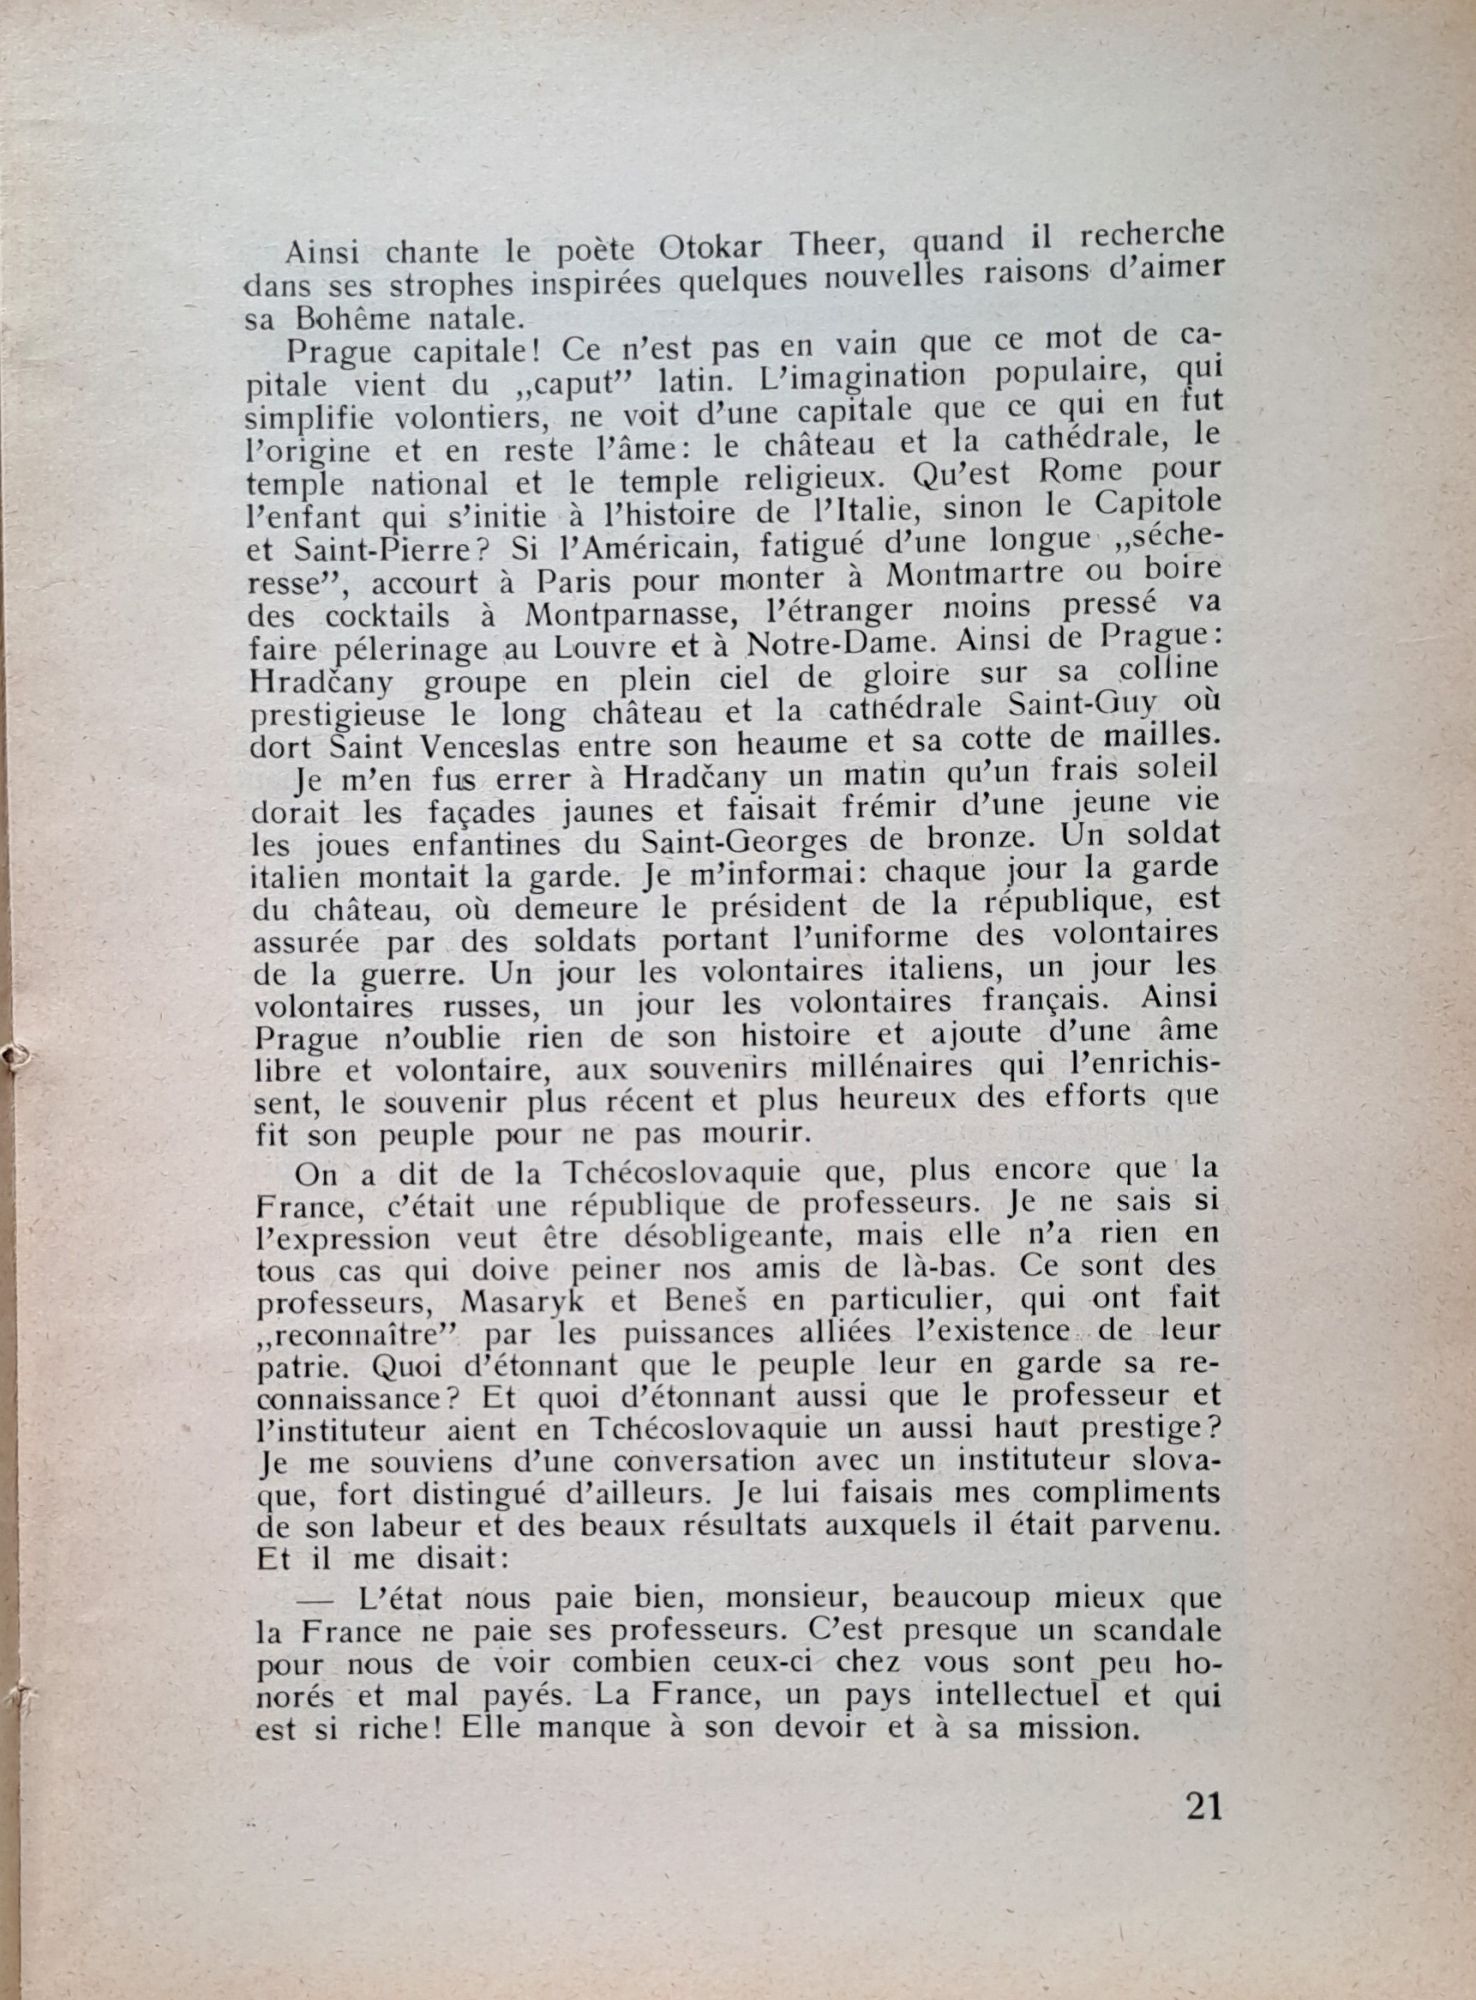 Ainsi chante le poète Otokar Theer, quand il recherche
dans ses strophes inspirées quelques nouvelles raisons d’aimer
sa Bohême natale.
Prague capitale! Ce n’est pas en vain que ce mot de ca-
pitale vient du „caput” latin. L’imagination populaire, qui
simplifie volontiers, ne voit d’une capitale que ce qui en fut
l’origine et en reste l’âme: le château et la cathédrale, le
temple national et le temple religieux. Qu’est Rome pour
l’enfant qui s’initie à l’histoire de l’Italie, sinon le Capitole
et Saint-Pierre? Si l’Américain, fatigué d’une longue „séche-
resse”, accourt à Paris pour monter à Montmartre ou boire
des cocktails à Montparnasse, l’étranger moins pressé va
faire pélerinage au Louvre et à Notre-Dame. Ainsi de Prague:
Hradčany groupe en plein ciel de gloire sur sa colline
prestigieuse le long château et la cathédrale Saint-Guy où
dort Saint Venceslas entre son heaume et sa cotte de mailles.
Je m’en fus errer à Hradčany un matin qu’un frais soleil
dorait les façades jaunes et faisait frémir d’une jeune vie
les joues enfantines du Saint-Georges de bronze. Un soldat
italien montait la garde. Je m’informai: chaque jour la garde
du château, où demeure le président de la république, est
assurée par des soldats portant l’uniforme des volontaires
de la guerre. Un jour les volontaires italiens, un jour les
volontaires russes, un jour les volontaires français. Ainsi
Prague n’oublie rien de son histoire et ajoute d’une âme
libre et volontaire, aux souvenirs millénaires qui l’enrichis-
sent, le souvenir plus récent et plus heureux des efforts que
fit son peuple pour ne pas mourir.
On a dit de la Tchécoslovaquie que, plus encore que la
France, c’était une république de professeurs. Je ne sais si
l’expression veut être désobligeante, mais elle n’a rien en
tous cas qui doive peiner nos amis de là-bas. Ce sont des
professeurs, Masaryk et Beneš en particulier, qui ont fait
„reconnaître” par les puissances alliées l’existence de leur
patrie. Quoi d’étonnant que le peuple leur en garde sa re-
connaissance? Et quoi d’étonnant aussi que le professeur et
l’instituteur aient en Tchécoslovaquie un aussi haut prestige?
Je me souviens d’une conversation avec un instituteur slova-
que, fort distingué d’ailleurs. Je lui faisais mes compliments
de son labeur et des beaux résultats auxquels il était parvenu.
Et il me disait:
— L’état nous paie bien, monsieur, beaucoup mieux que
la France ne paie ses professeurs. C’est presque un scandale
pour nous de voir combien ceux-ci chez vous sont peu ho-
norés et mal payés. La France, un pays intellectuel et qui
est si riche! Elle manque à son devoir et à sa mission.
21